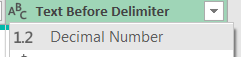 ABC Text Before Delimiter
1.2 Decimal Number